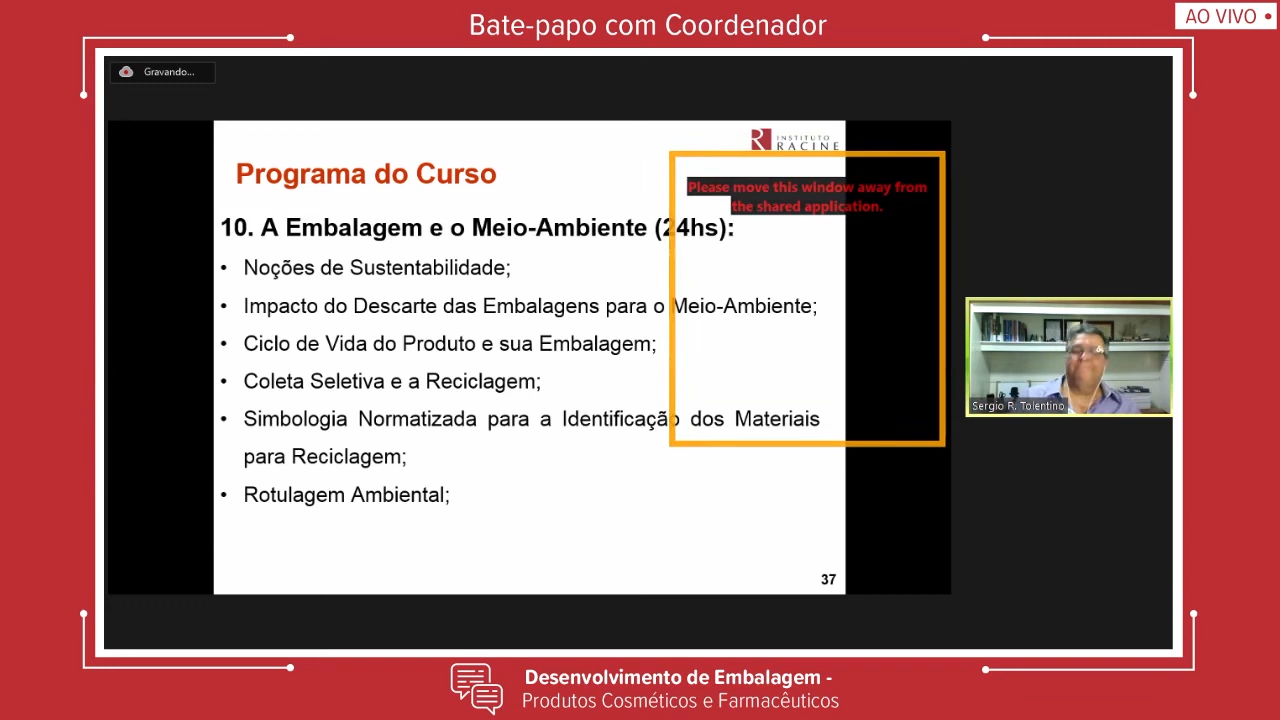 Bate-papo com Coordenador
AO VIVO
Gravando...
INSTITUTO
RACINE
Programa do Curso
Please move this window away from
the shared application.
10. A Embalagem e o Meio-Ambiente (24hs):
• Noções de Sustentabilidade;
• Impacto do Descarte das Embalagens para o Meio-Ambiente;
• Ciclo de Vida do Produto e sua Embalagem;
• Coleta Seletiva e a Reciclagem;
• Simbologia Normatizada para a Identificação dos Materiais
para Reciclagem;
• Rotulagem Ambiental;
37
Sergio R. Tolentino
Desenvolvimento de Embalagem -
Produtos Cosméticos e Farmacêuticos